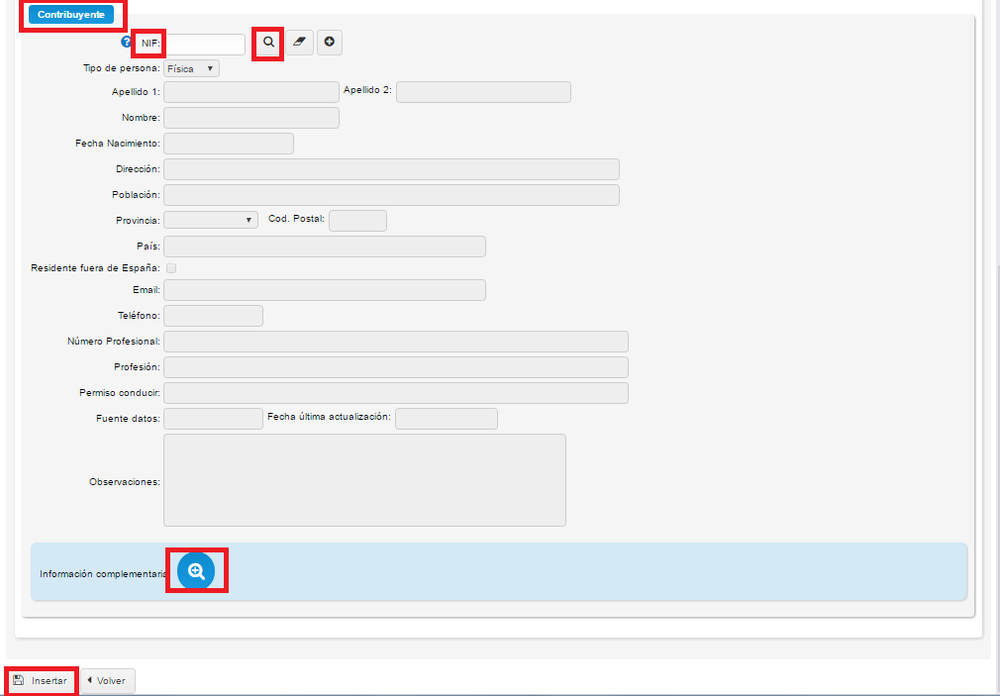 Contribuyente
NIF:
Tipo de persona: Física
Apellido 1: Apellido 2:
Nombre:
Fecha Nacimiento:
Dirección:
Población:
Provincia: Cod. Postal:
País:
Residente fuera de España:
Email:
Teléfono:
Número Profesional:
Profesión:
Permiso conducir:
Fuente datos: Fecha última actualización:
Observaciones:
Información complementaria
Insertar Volver